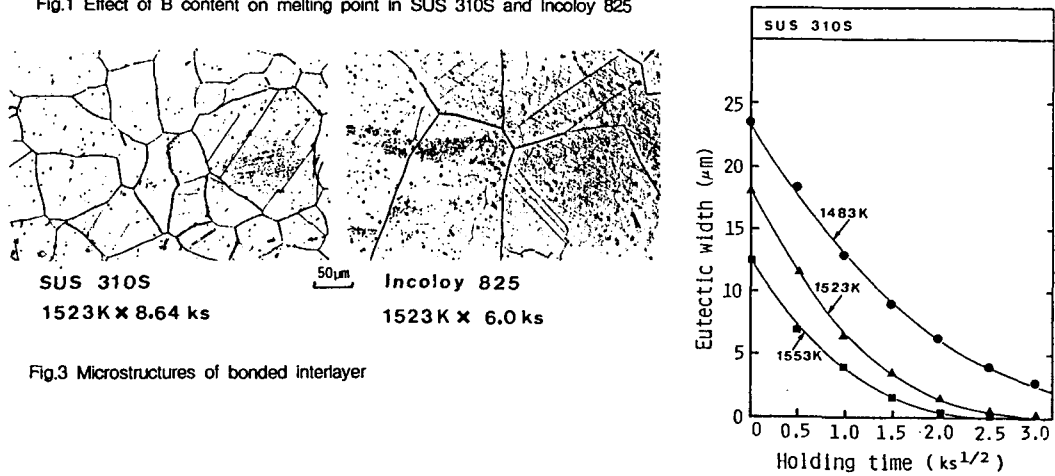 Fig.1 Effect of B content on melting point in SUS 310S and Incoloy 825
SUS 310S
1523K × 8.64 ks
50μm
Incoloy 825
1523K × 6.0 ks
Fig.3 Microstructures of bonded interlayer
SUS 310S
Eutectic width (μm)
25
20
15
10
5
0
1483K
1523K
1553K
0 0.5 1.0 1.5 2.0 2.5 3.0
Holding time (ks1/2)